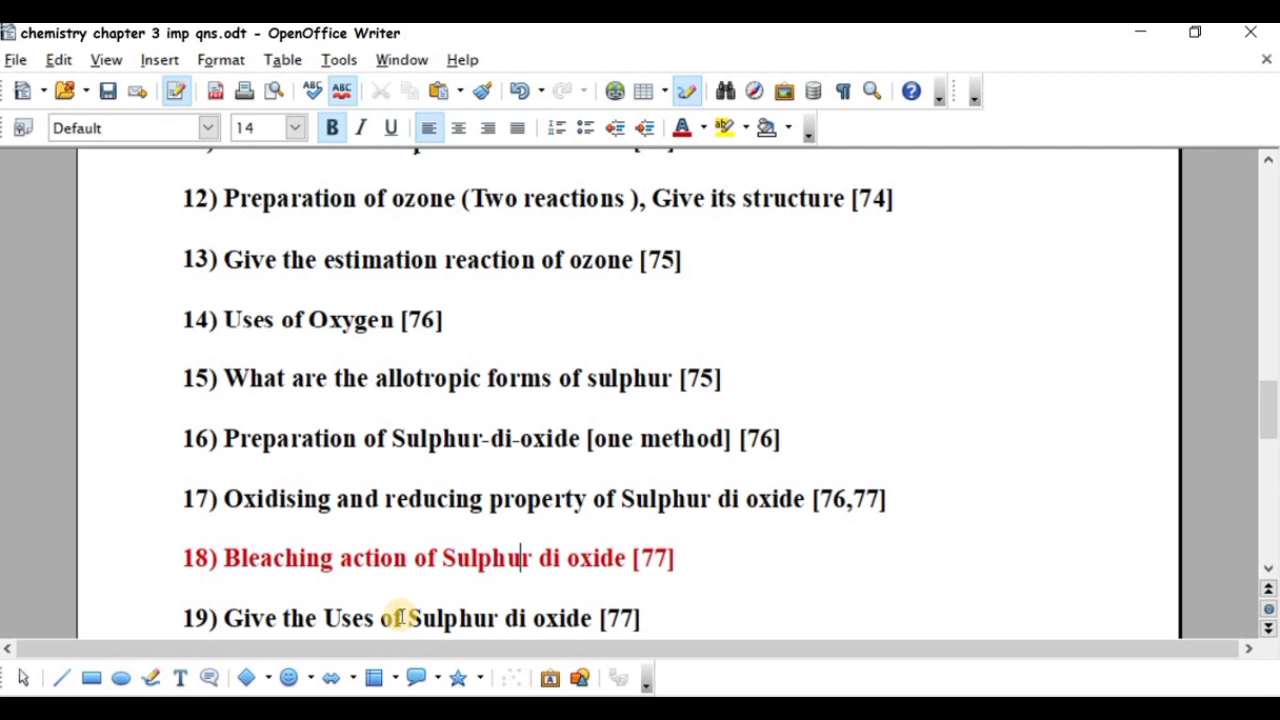 chemistry chapter 3 imp qns.odt - OpenOffice Writer
File Edit View Insert Format Table Tools Window Help
Default 14 B I U
12) Preparation of ozone (Two reactions ), Give its structure [74]
13) Give the estimation reaction of ozone [75]
14) Uses of Oxygen [76]
15) What are the allotropic forms of sulphur [75]
16) Preparation of Sulphur-di-oxide [one method] [76]
17) Oxidising and reducing property of Sulphur di oxide [76,77]
18) Bleaching action of Sulphur di oxide [77]
19) Give the Uses of Sulphur di oxide [77]